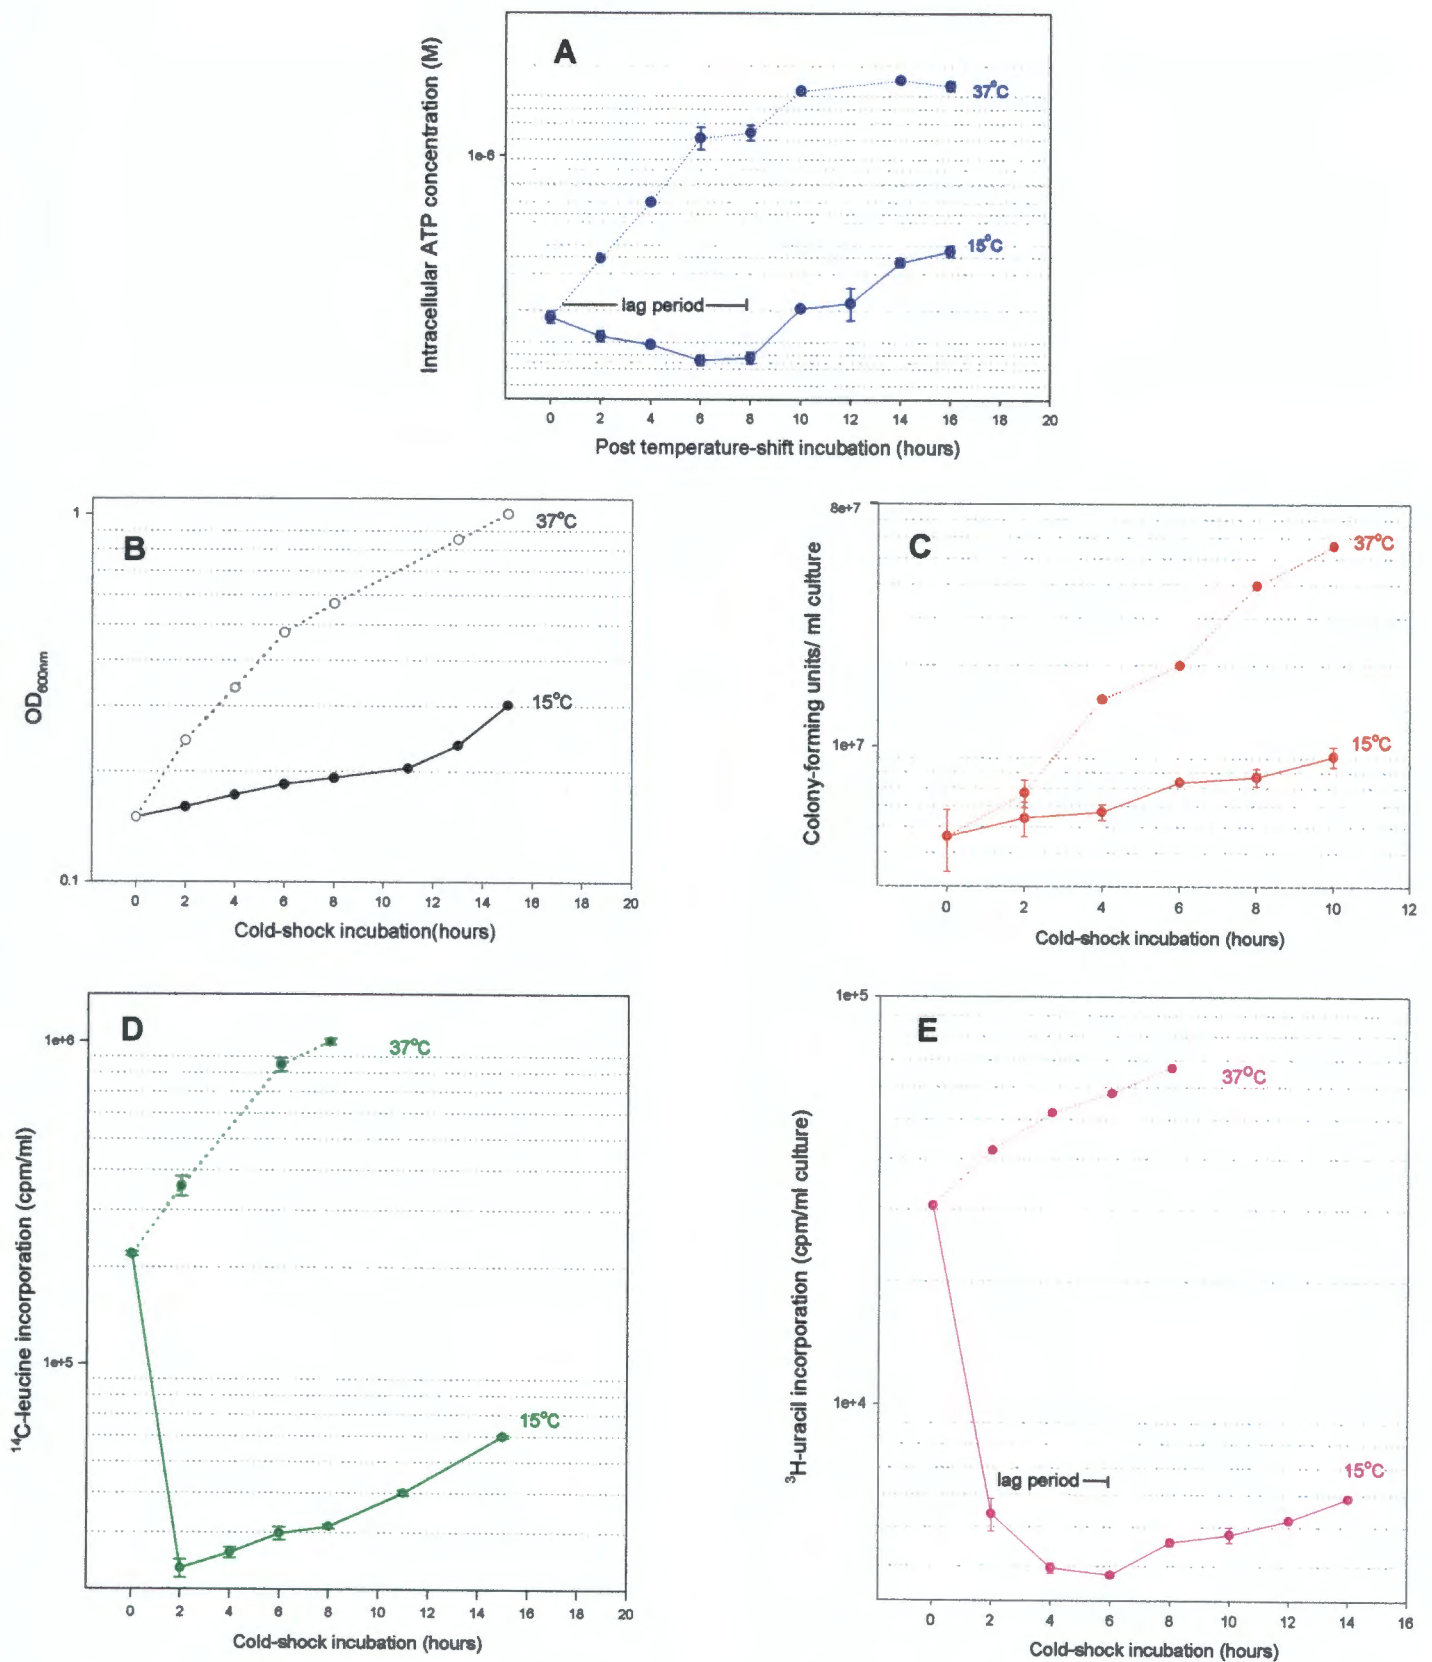 A
Intracellular ATP concentration (M)
1e-6
37°C
15°C
lag period
0 2 4 6 8 10 12 14 16 18 20
Post temperature-shift incubation (hours)
B
OD600nm
1
0.1
37°C
15°C
0 2 4 6 8 10 12 14 16 18 20
Cold-shock incubation(hours)
C
Colony-forming units/ ml culture
8e+7
1e+7
37°C
15°C
0 2 4 6 8 10 12
Cold-shock incubation (hours)
D
14C-leucine incorporation (cpm/ml)
1e+6
1e+5
37°C
15°C
0 2 4 6 8 10 12 14 16 18 20
Cold-shock incubation (hours)
E
3H-uracil incorporation (cpm/ml culture)
1e+5
1e+4
37°C
lag period
15°C
0 2 4 6 8 10 12 14 16
Cold-shock incubation (hours)